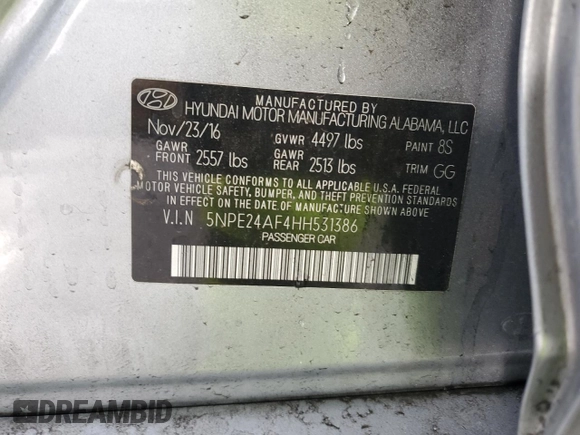 MANUFACTURED BY
HYUNDAI MOTOR MANUFACTURING ALABAMA, LLC
Nov/23/16 GVWR 4497 lbs PAINT 8S
GAWR FRONT 2557 lbs GAWR REAR 2513 lbs TRIM GG
THIS VEHICLE CONFORMS TO ALL APPLICABLE U.S.A. FEDERAL
MOTOR VEHICLE SAFETY, BUMPER, AND THEFT PREVENTION STANDARDS
IN EFFECT ON THE DATE OF MANUFACTURE SHOWN ABOVE.
V.I.N 5NPE24AF4HH531386
PASSENGER CAR
DREAMBID